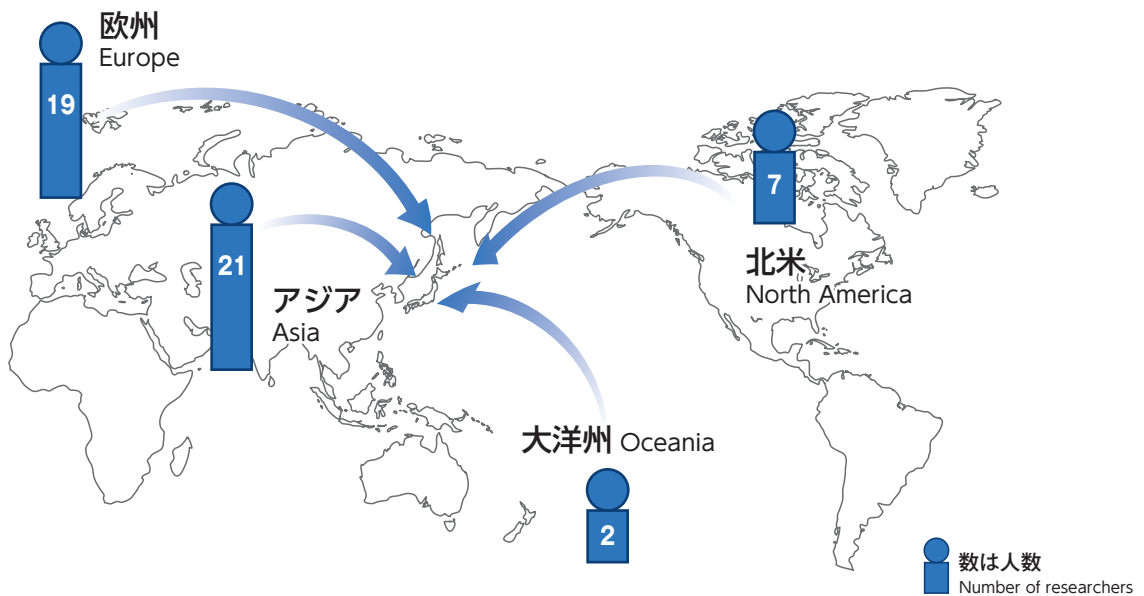 欧州
Europe
19
7
21
北米
North America
アジア
Asia
大洋州 Oceania
2
数は人数
Number of researchers